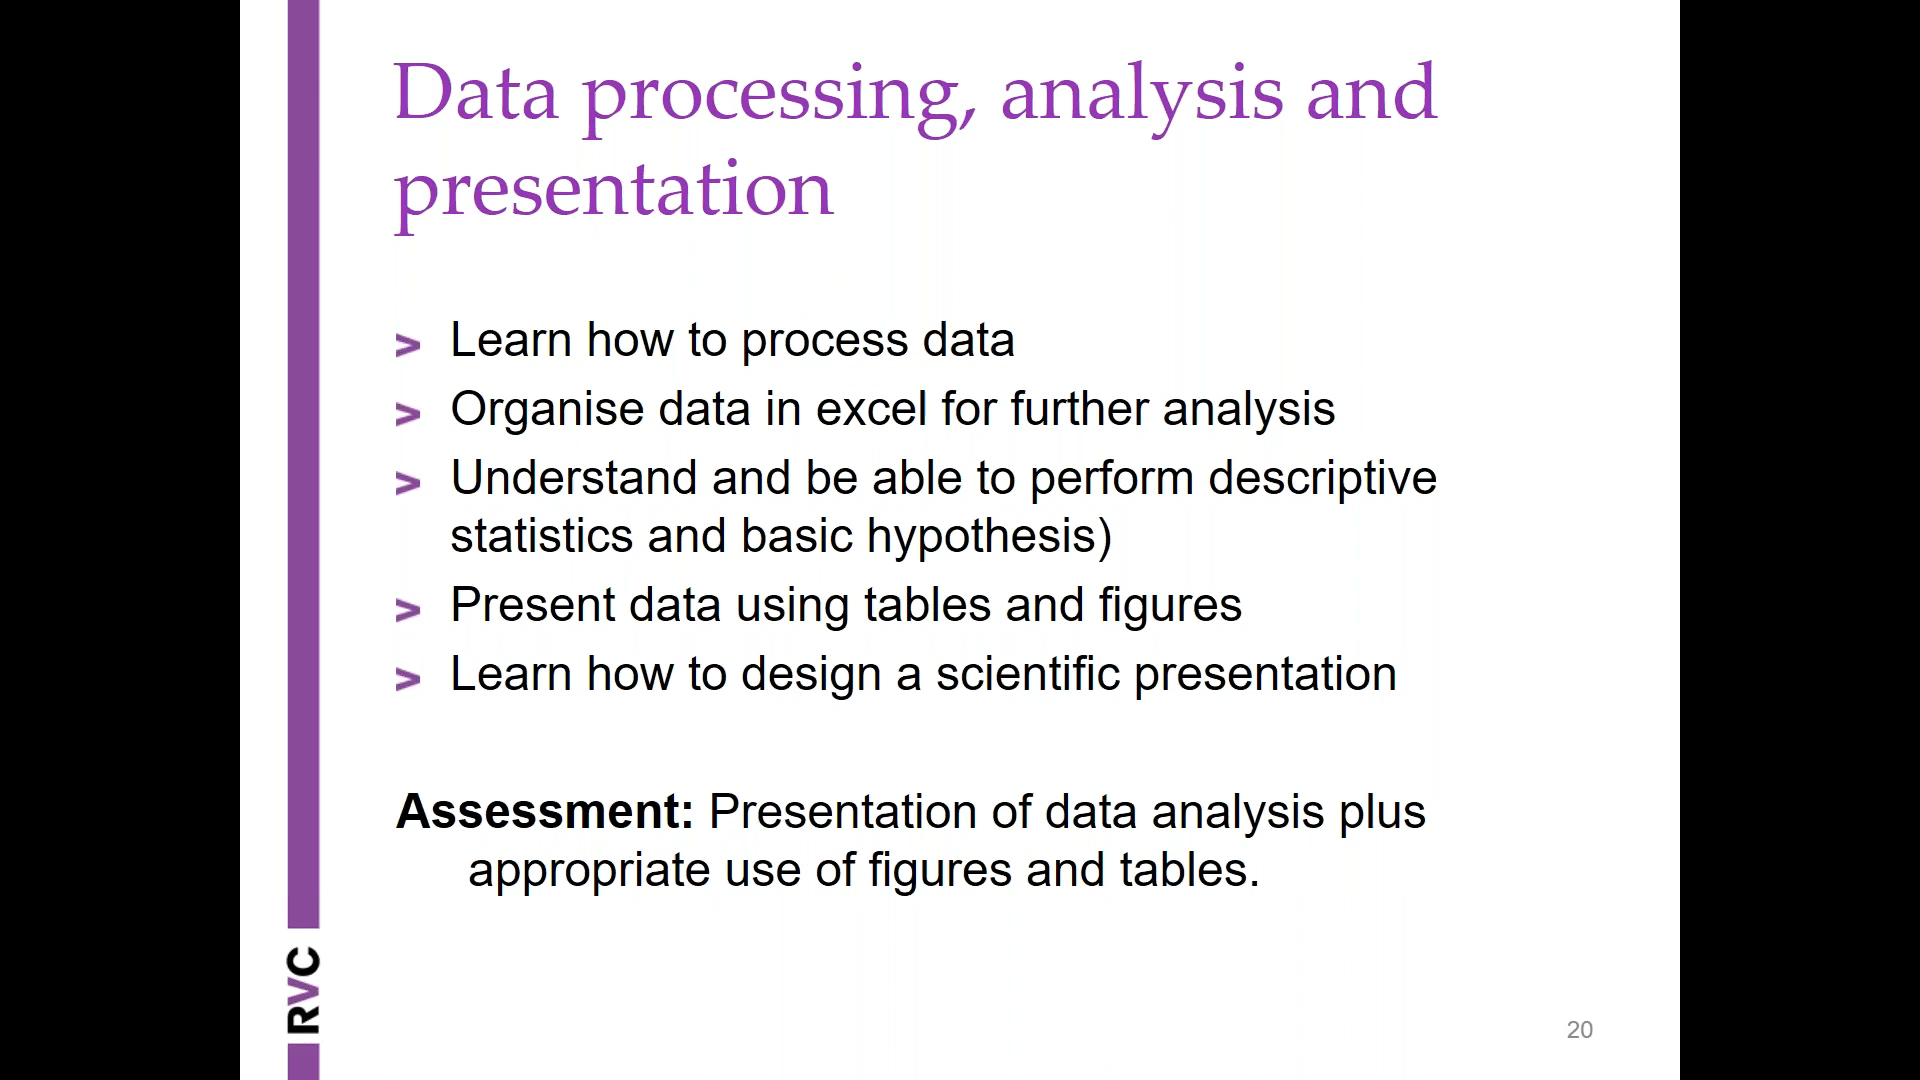 Data processing, analysis and
presentation
> Learn how to process data
> Organise data in excel for further analysis
> Understand and be able to perform descriptive
statistics and basic hypothesis)
> Present data using tables and figures
> Learn how to design a scientific presentation
Assessment: Presentation of data analysis plus
appropriate use of figures and tables.
RVC
20